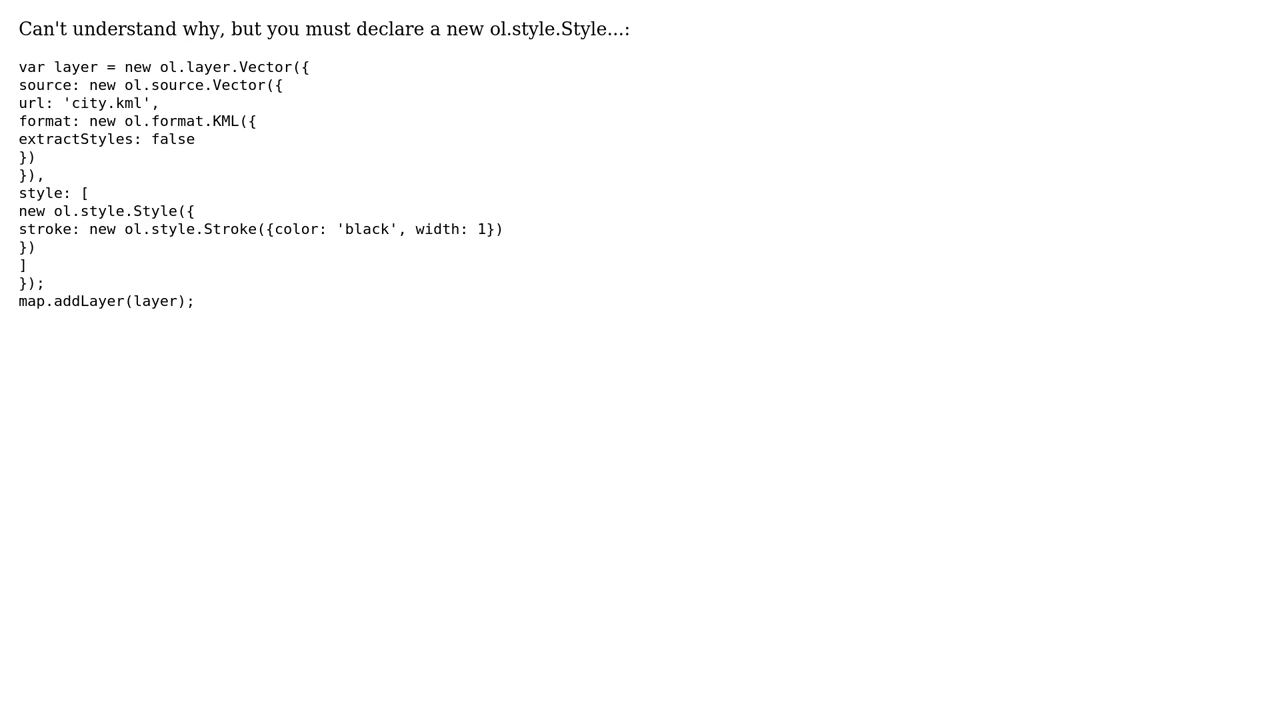 Can't understand why, but you must declare a new ol.style.Style...:
var layer = new ol.layer.Vector({
source: new ol.source.Vector({
url: 'city.kml',
format: new ol.format.KML({
extractStyles: false
})
}),
style: [
new ol.style.Style({
stroke: new ol.style.Stroke({color: 'black', width: 1})
})
]
});
map.addLayer(layer);